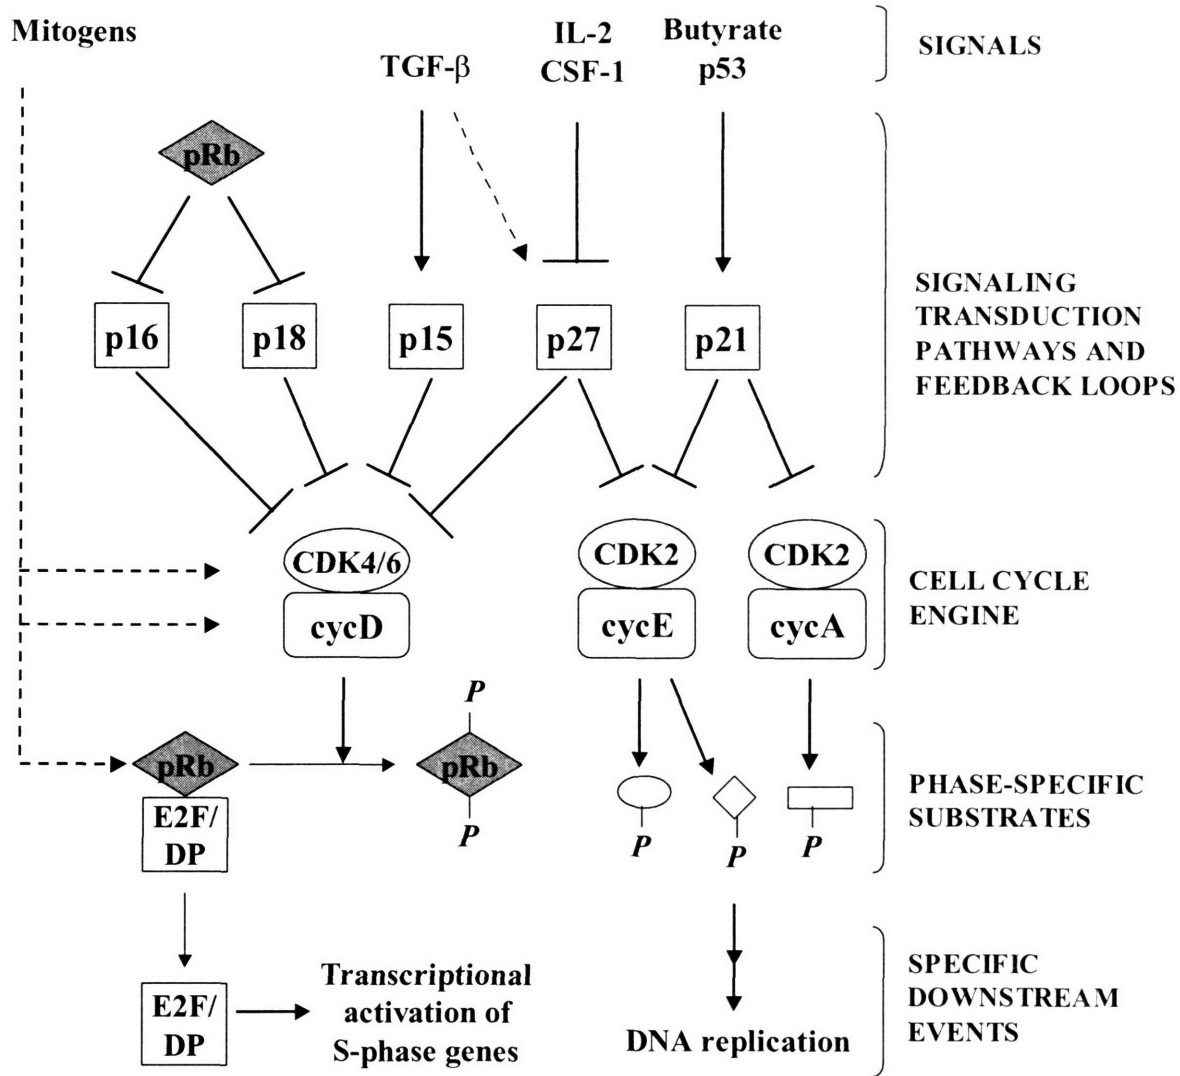 Mitogens
TGF-β
IL-2
CSF-1
Butyrate
p53
SIGNALS
pRb
p16
p18
p15
p27
p21
SIGNALING
TRANSDUCTION
PATHWAYS AND
FEEDBACK LOOPS
CDK4/6
cycD
CDK2
cycE
CDK2
cycA
CELL CYCLE
ENGINE
P
pRb
E2F/
DP
pRb
P
P
P
P
PHASE-SPECIFIC
SUBSTRATES
E2F/
DP
Transcriptional
activation of
S-phase genes
DNA replication
SPECIFIC
DOWNSTREAM
EVENTS